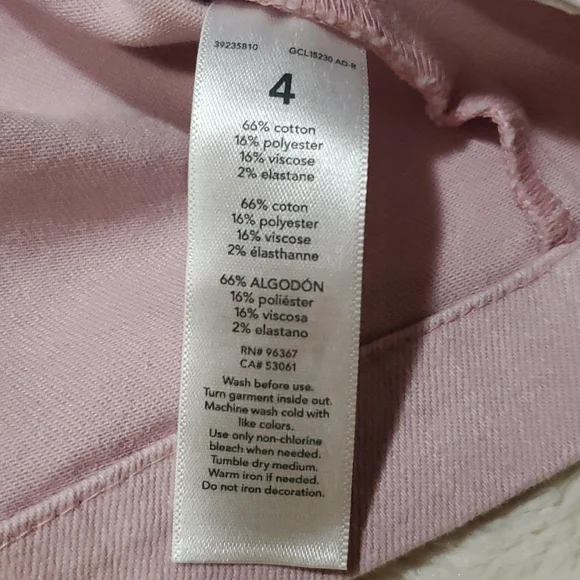 39235810 GCL15230 AD-R
4
66% cotton
16% polyester
16% viscose
2% elastane
66% coton
16% polyester
16% viscose
2% élasthanne
66% ALGODÓN
16% poliéster
16% viscosa
2% elastano
RN# 96367
CA# 53061
Wash before use.
Turn garment inside out.
Machine wash cold with
like colors.
Use only non-chlorine
bleach when needed.
Tumble dry medium.
Warm iron if needed.
Do not iron decoration.